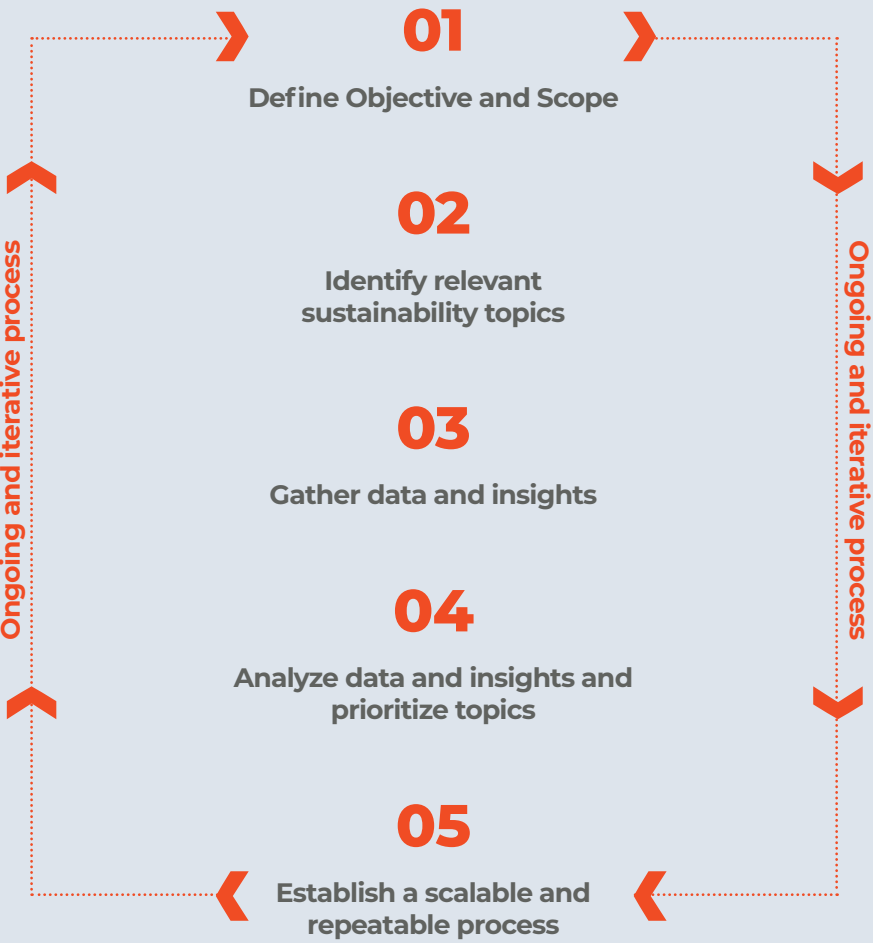 01
Define Objective and Scope
02
Identify relevant
sustainability topics
03
Gather data and insights
04
Analyze data and insights and
prioritize topics
05
Establish a scalable and
repeatable process
Ongoing and iterative process
Ongoing and iterative process